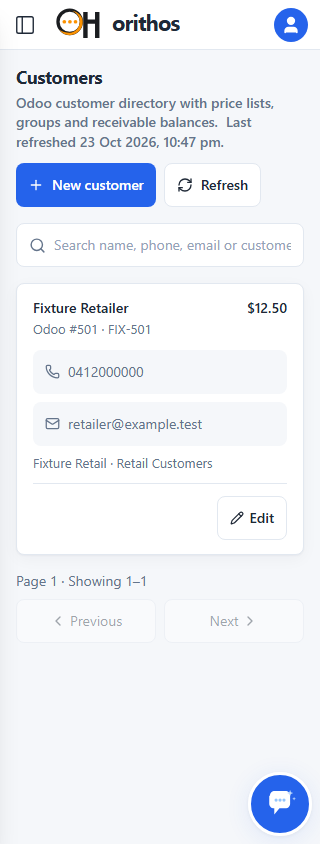 OH orithos
Customers
Odoo customer directory with price lists,
groups and receivable balances. Last
refreshed 23 Oct 2026, 10:47 pm.
New customer
Refresh
Search name, phone, email or custome
Fixture Retailer
$12.50
Odoo #501 · FIX-501
0412000000
retailer@example.test
Fixture Retail · Retail Customers
Edit
Page 1 · Showing 1–1
Previous
Next